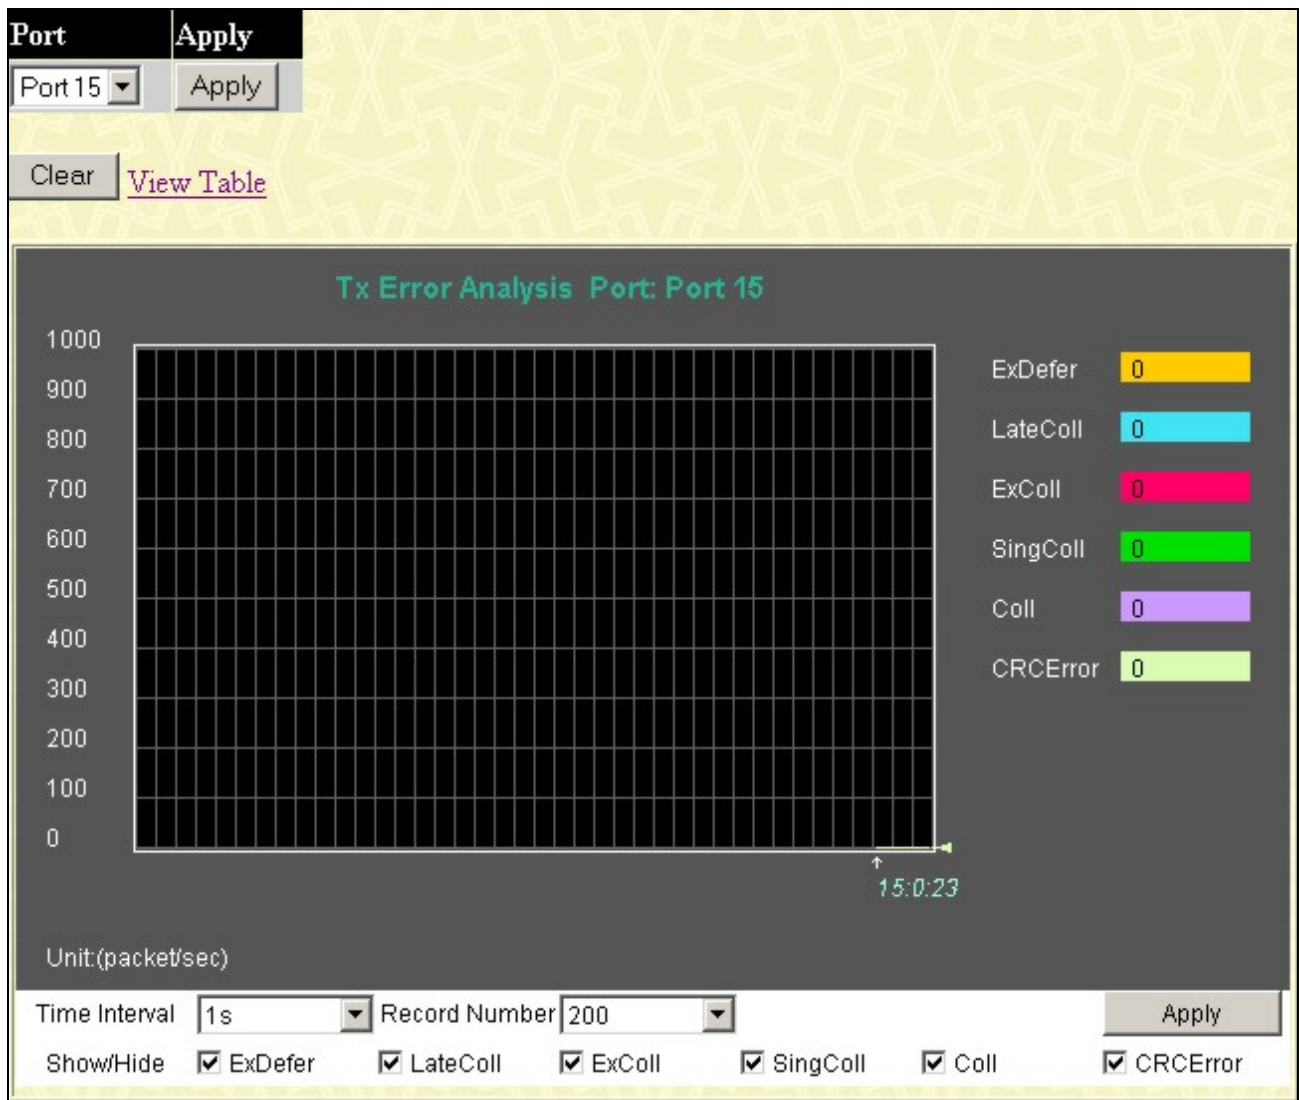 Port Apply
Port 15 Apply
Clear View Table
Tx Error Analysis Port: Port 15
1000
900
800
700
600
500
400
300
200
100
0
ExDefer 0
LateColl 0
ExColl 0
SingColl 0
Coll 0
CRCError 0
15:0:23
Unit:(packet/sec)
Time Interval 1s Record Number 200 Apply
Show/Hide ExDefer LateColl ExColl SingColl Coll CRCError